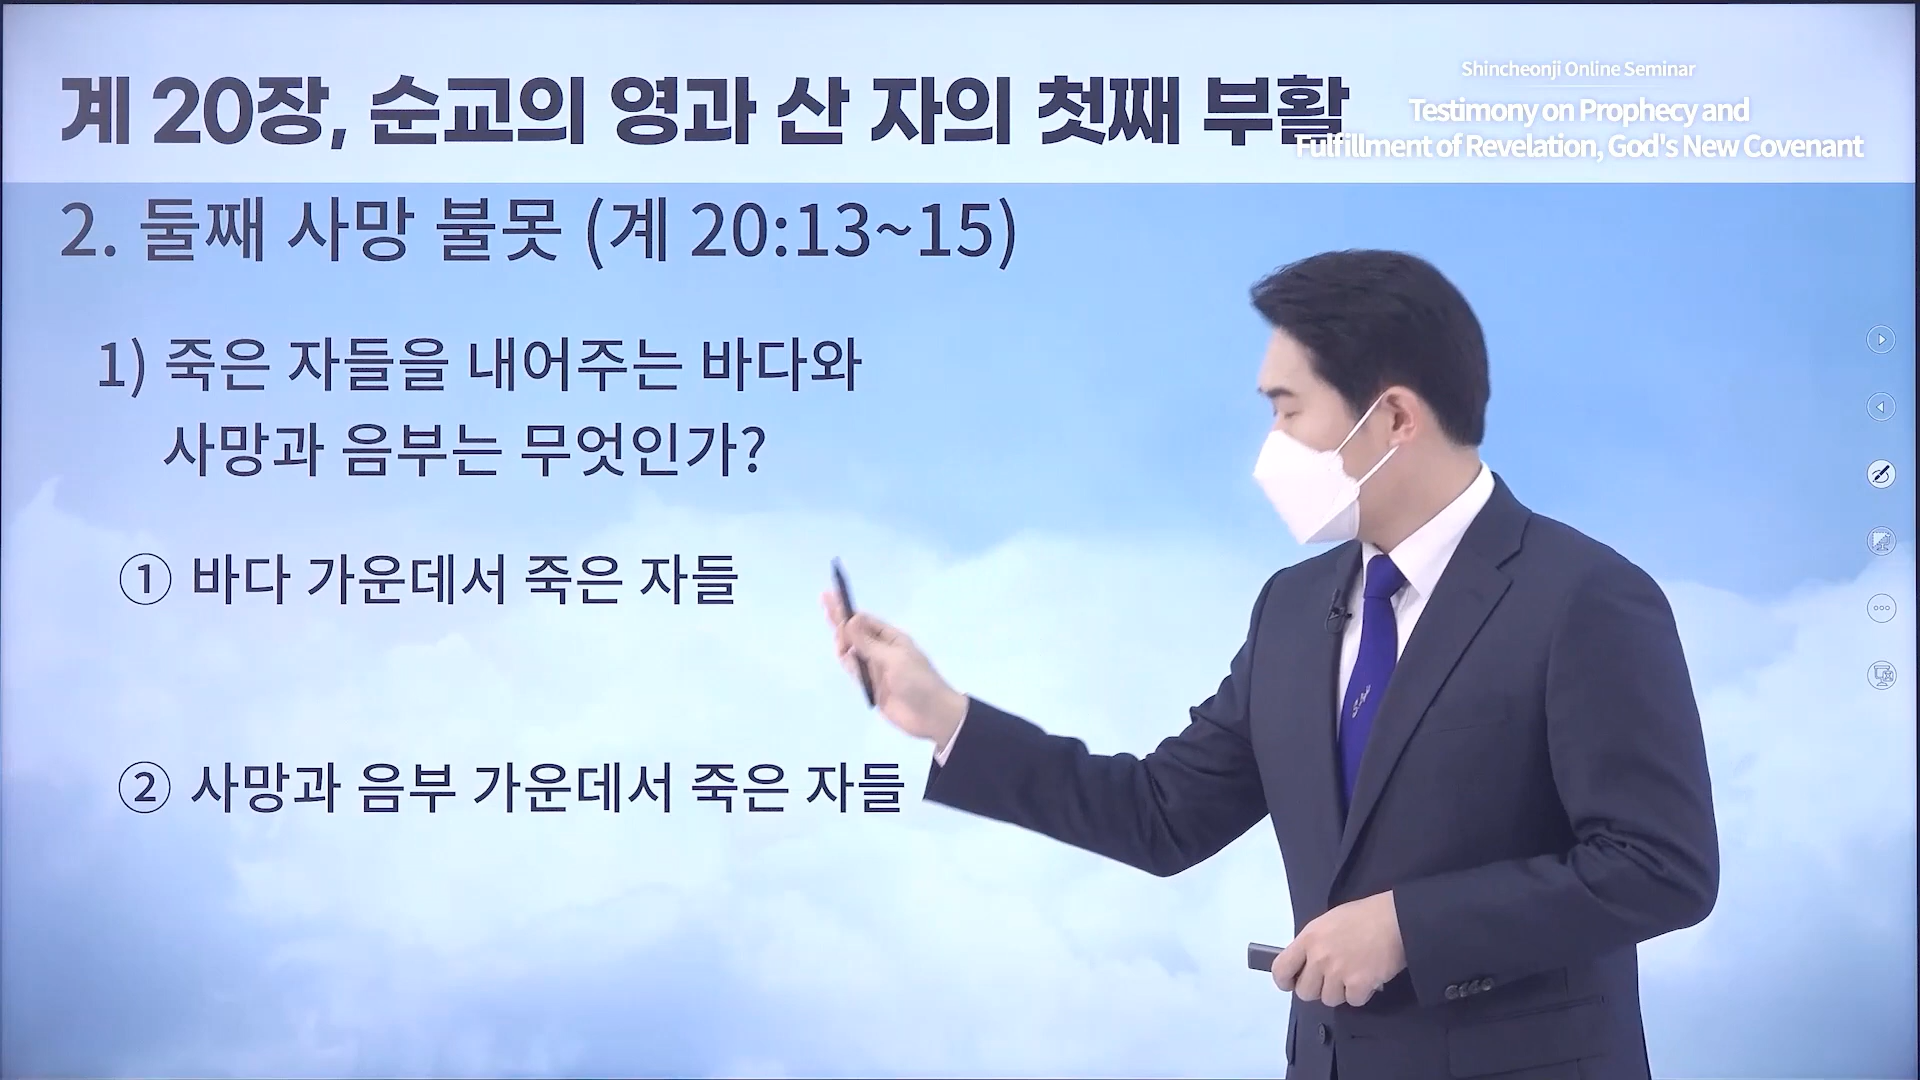 계 20장, 순교의 영과 산 자의 첫째 부활
Shincheonji Online Seminar
Testimony on Prophecy and
Fulfillment of Revelation, God's New Covenant
2. 둘째 사망 불못 (계 20:13~15)
1) 죽은 자들을 내어주는 바다와
사망과 음부는 무엇인가?
① 바다 가운데서 죽은 자들
② 사망과 음부 가운데서 죽은 자들